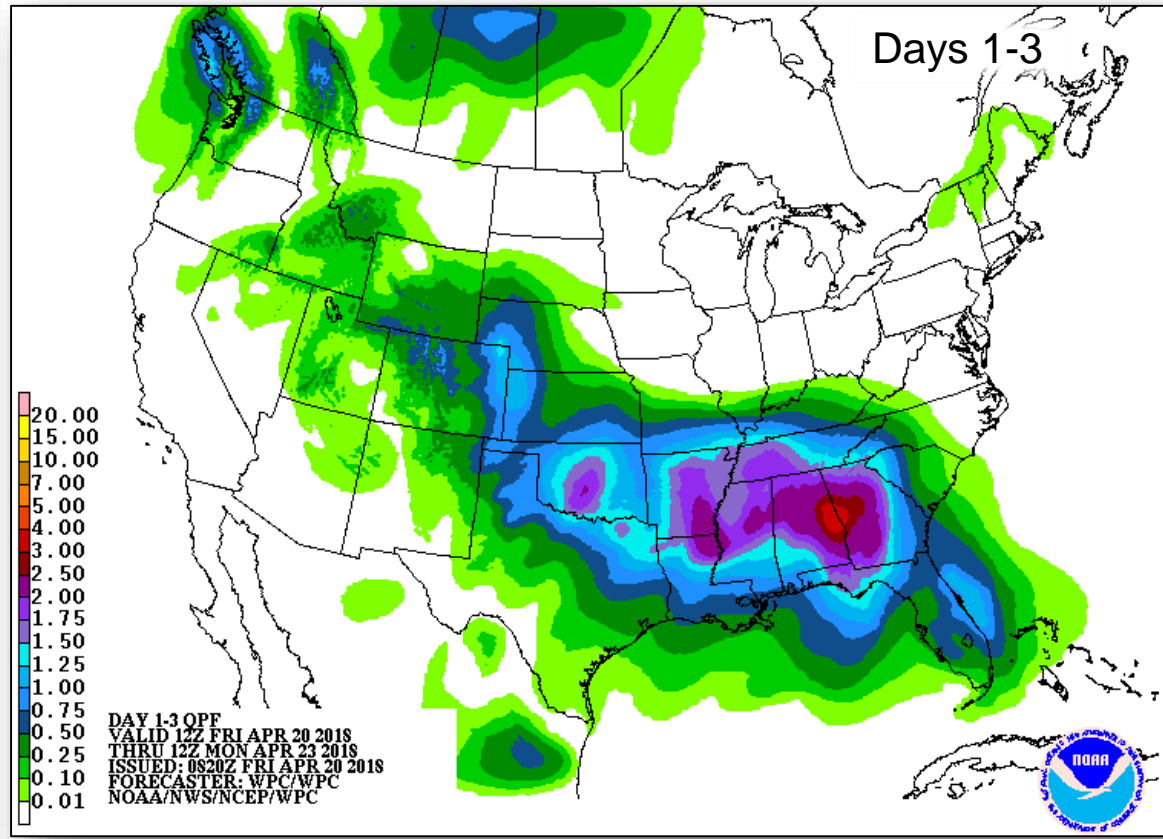 Days 1-3
20.00
15.00
10.00
7.00
5.00
4.00
3.00
2.50
2.00
1.75
1.50
1.25
1.00
0.75
0.50
0.25
0.10
0.01
DAY 1-3 QPF
VALID 12Z FRI APR 20 2018
THRU 12Z MON APR 23 2018
ISSUED: 0820Z FRI APR 20 2018
FORECASTER: WPC/WPC
NOAA/NWS/NCEP/WPC
NOAA